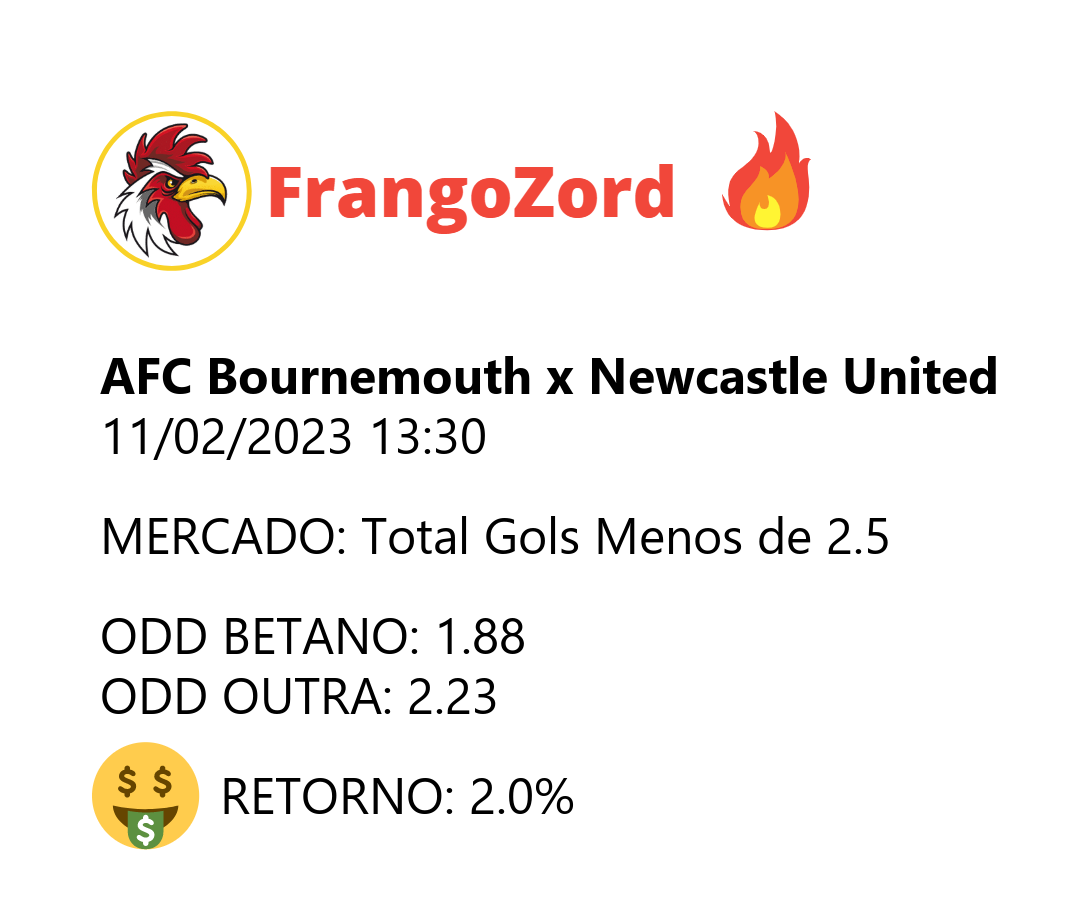 FrangoZord
AFC Bournemouth x Newcastle United
11/02/2023 13:30
MERCADO: Total Gols Menos de 2.5
ODD BETANO: 1.88
ODD OUTRA: 2.23
RETORNO: 2.0%